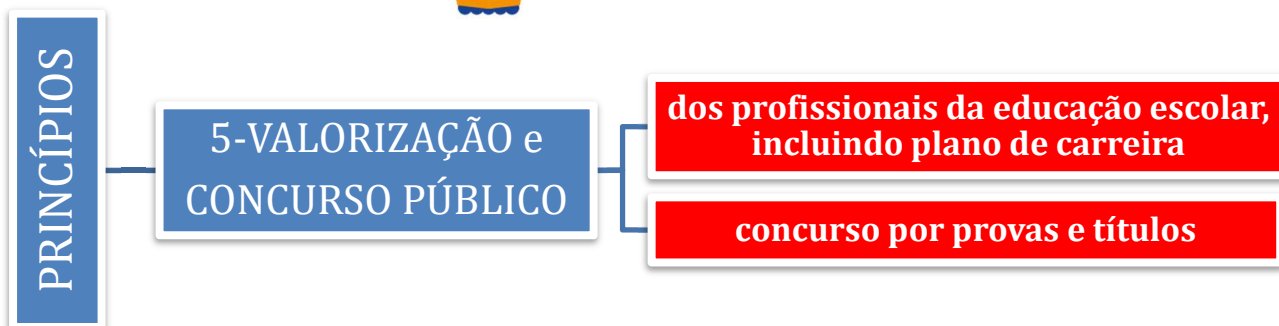 PRINCÍPIOS
5-VALORIZAÇÃO e
CONCURSO PÚBLICO
dos profissionais da educação escolar,
incluindo plano de carreira
concurso por provas e títulos